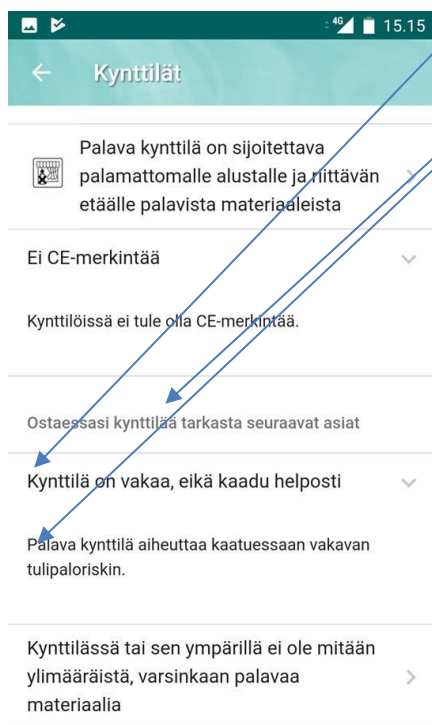 4G 15.15
Kynttilät
Palava kynttilä on sijoitettava
palamattomalle alustalle ja riittävän
etäälle palavista materiaaleista
Ei CE-merkintää
Kynttilöissä ei tule olla CE-merkintää.
Ostaessasi kynttilää tarkasta seuraavat asiat
Kynttilä on vakaa, eikä kaadu helposti
Palava kynttilä aiheuttaa kaatuessaan vakavan
tulipaloriskin.
Kynttilässä tai sen ympärillä ei ole mitään
ylimääräistä, varsinkaan palavaa
materiaalia